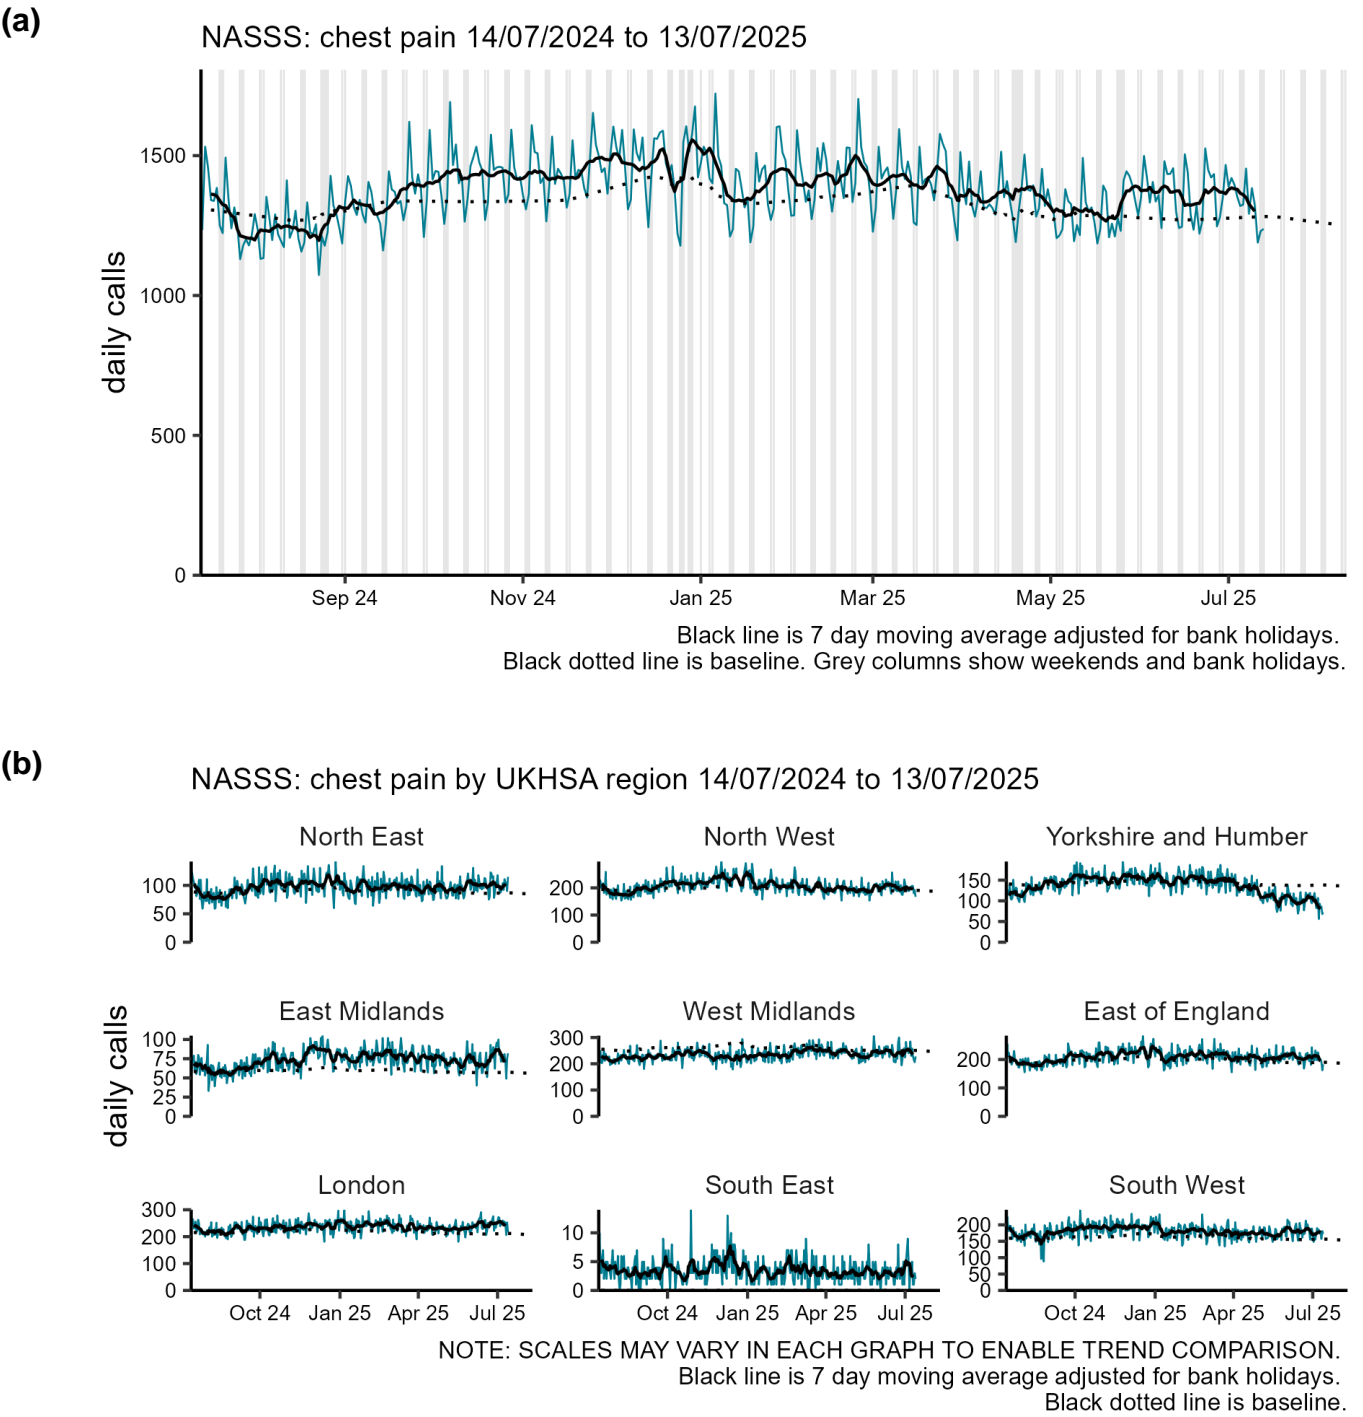 (a)
NASSS: chest pain 14/07/2024 to 13/07/2025
daily calls
1500
1000
500
0
Sep 24 Nov 24 Jan 25 Mar 25 May 25 Jul 25
Black line is 7 day moving average adjusted for bank holidays.
Black dotted line is baseline. Grey columns show weekends and bank holidays.
(b)
NASSS: chest pain by UKHSA region 14/07/2024 to 13/07/2025
daily calls
North East
100
50
0
North West
200
100
0
Yorkshire and Humber
150
100
50
0
East Midlands
100
75
50
25
0
West Midlands
300
200
100
0
East of England
200
100
0
London
300
200
100
0
South East
10
5
0
South West
200
150
100
50
0
Oct 24 Jan 25 Apr 25 Jul 25
Oct 24 Jan 25 Apr 25 Jul 25
Oct 24 Jan 25 Apr 25 Jul 25
NOTE: SCALES MAY VARY IN EACH GRAPH TO ENABLE TREND COMPARISON.
Black line is 7 day moving average adjusted for bank holidays.
Black dotted line is baseline.